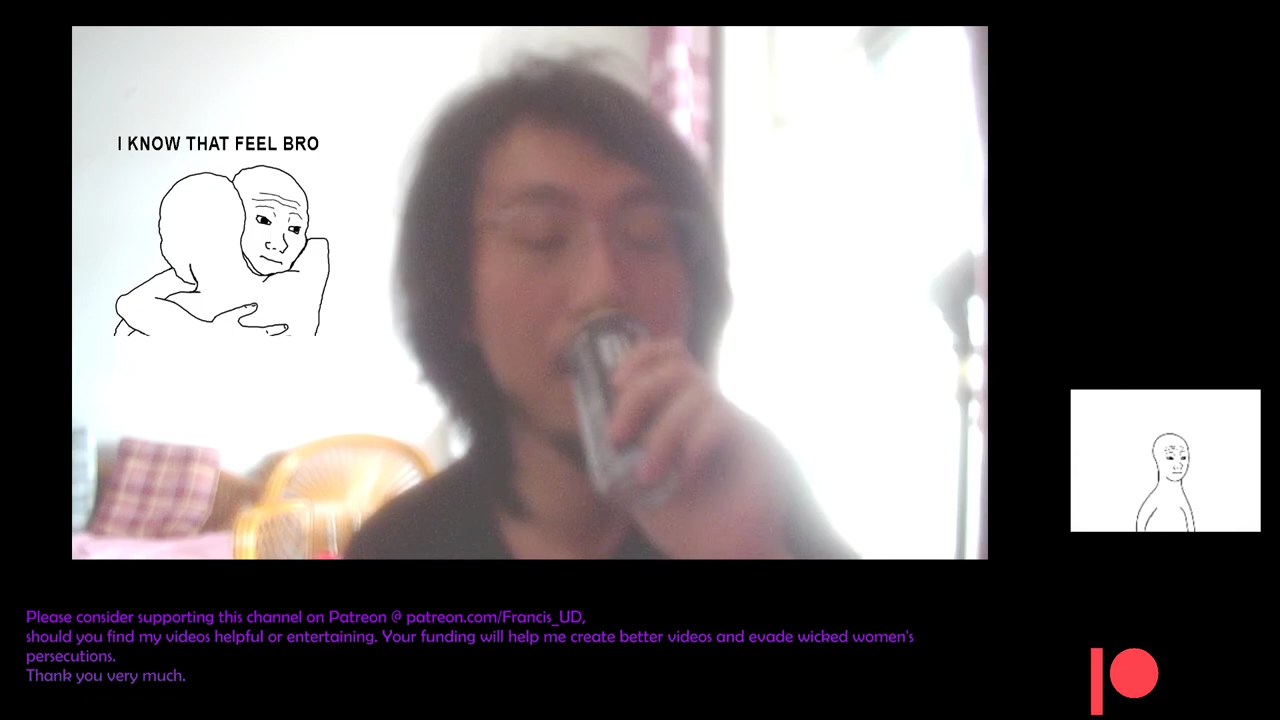 I KNOW THAT FEEL BRO
Please consider supporting this channel on Patreon @ patreon.com/Francis_UD,
should you find my videos helpful or entertaining. Your funding will help me create better videos and evade wicked women's
persecutions.
Thank you very much.